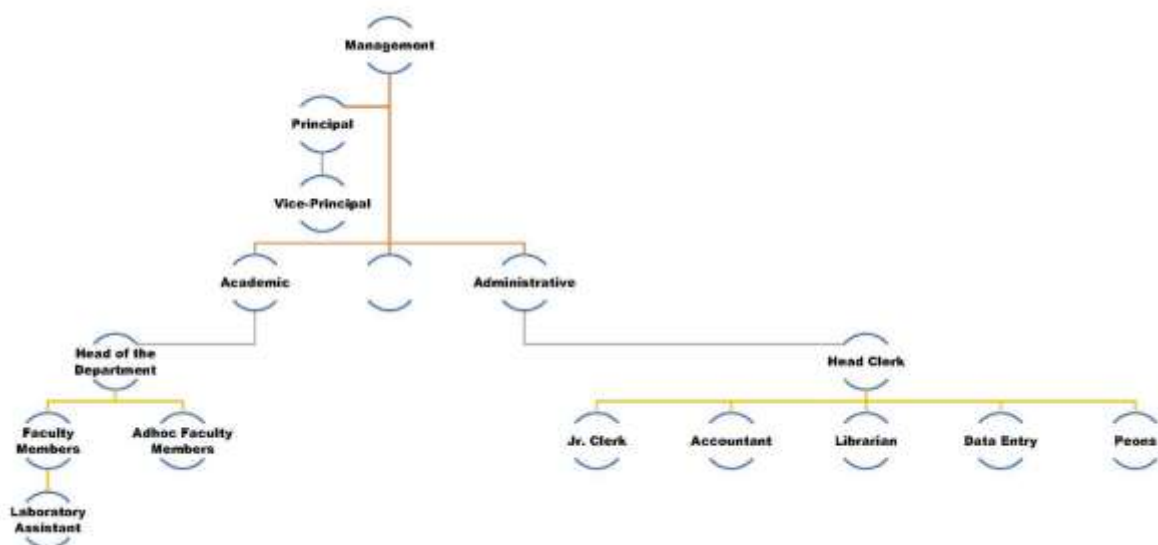 Management
Principal
Vice-Principal
Academic
Administrative
Head of the
Department
Head Clerk
Faculty
Members
Adhoc Faculty
Members
Jr. Clerk
Accountant
Librarian
Data Entry
Peons
Laboratory
Assistant